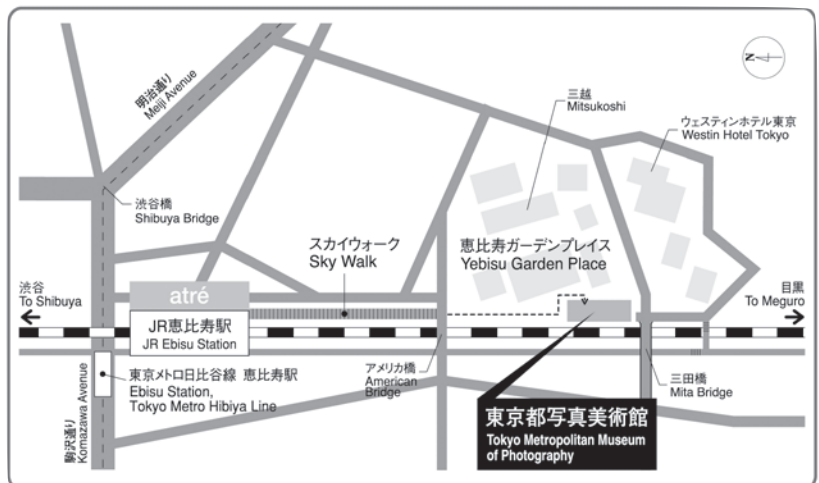 明治通り
Meiji Avenue
N
三越
Mitsukoshi
ウェスティンホテル東京
Westin Hotel Tokyo
渋谷橋
Shibuya Bridge
スカイウォーク
Sky Walk
恵比寿ガーデンプレイス
Yebisu Garden Place
渋谷
To Shibuya
atré
目黒
To Meguro
JR恵比寿駅
JR Ebisu Station
東京メトロ日比谷線 恵比寿駅
Ebisu Station,
Tokyo Metro Hibiya Line
アメリカ橋
American
Bridge
三田橋
Mita Bridge
駒沢通り
Komazawa Avenue
東京都写真美術館
Tokyo Metropolitan Museum
of Photography